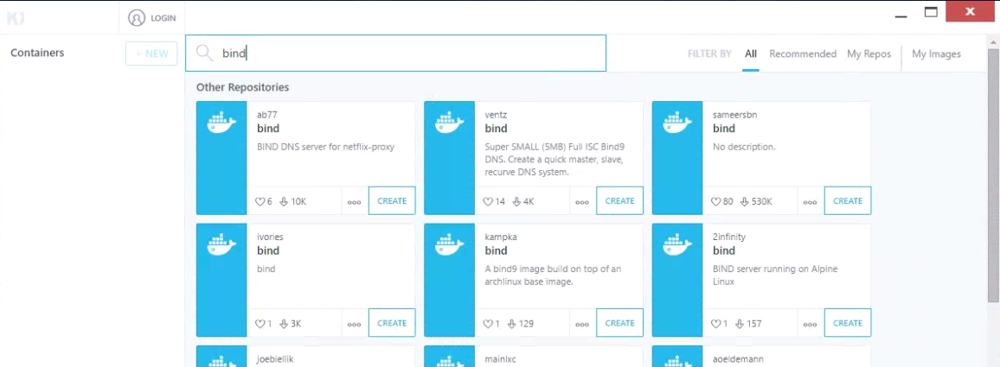 LOGIN
Containers
+ NEW
bind
FILTER BY All Recommended My Repos My Images
Other Repositories
ab77
bind
BIND DNS server for netflix-proxy
6 10K
CREATE
ventz
bind
Super SMALL (5MB) Full ISC Bind9
DNS. Create a quick master, slave,
recurve DNS system.
14 4K
CREATE
sameersbn
bind
No description.
80 530K
CREATE
ivories
bind
bind
1 3K
CREATE
kampka
bind
A bind9 image build on top of an
archlinux base image.
1 129
CREATE
2infinity
bind
BIND server running on Alpine
Linux
1 157
CREATE
joebiellik
mainlxc
aoeldemann